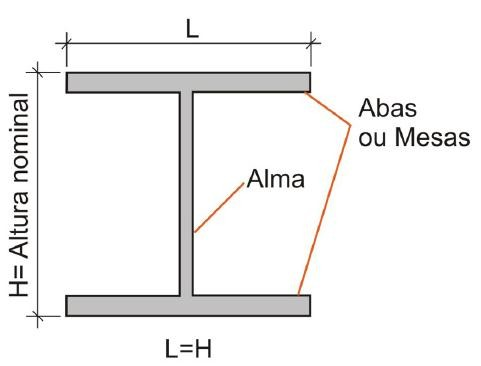 L
H= Altura nominal
Abas
ou Mesas
Alma
L=H